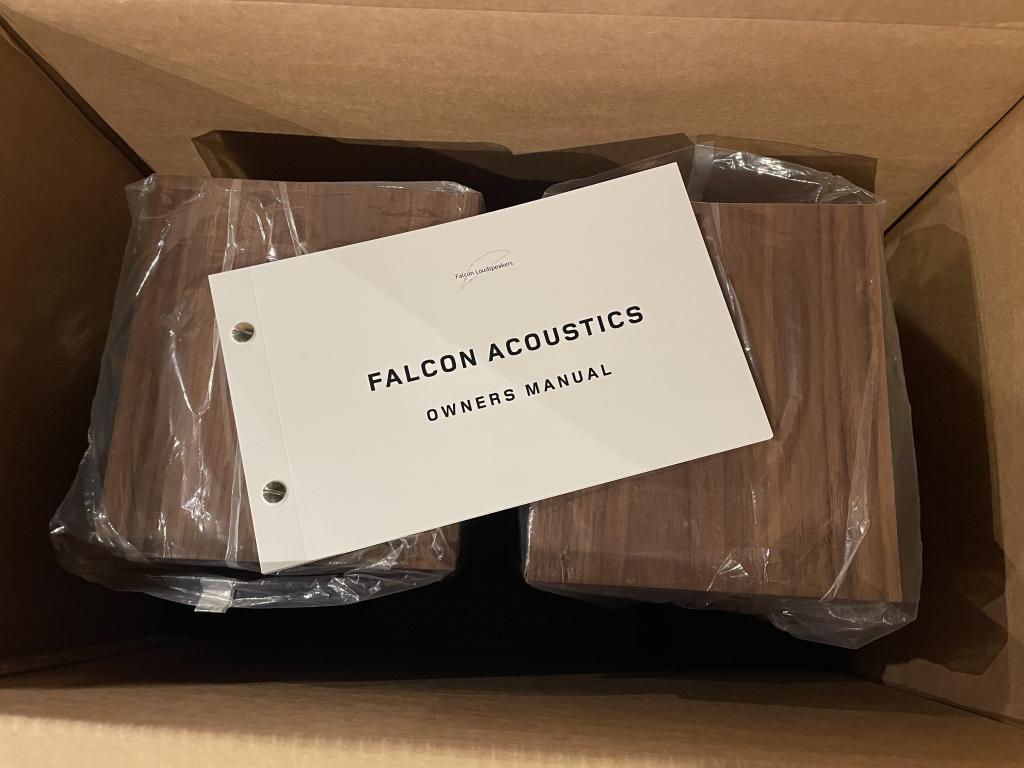 Falcon Loudspeakers
FALCON ACOUSTICS
OWNERS MANUAL